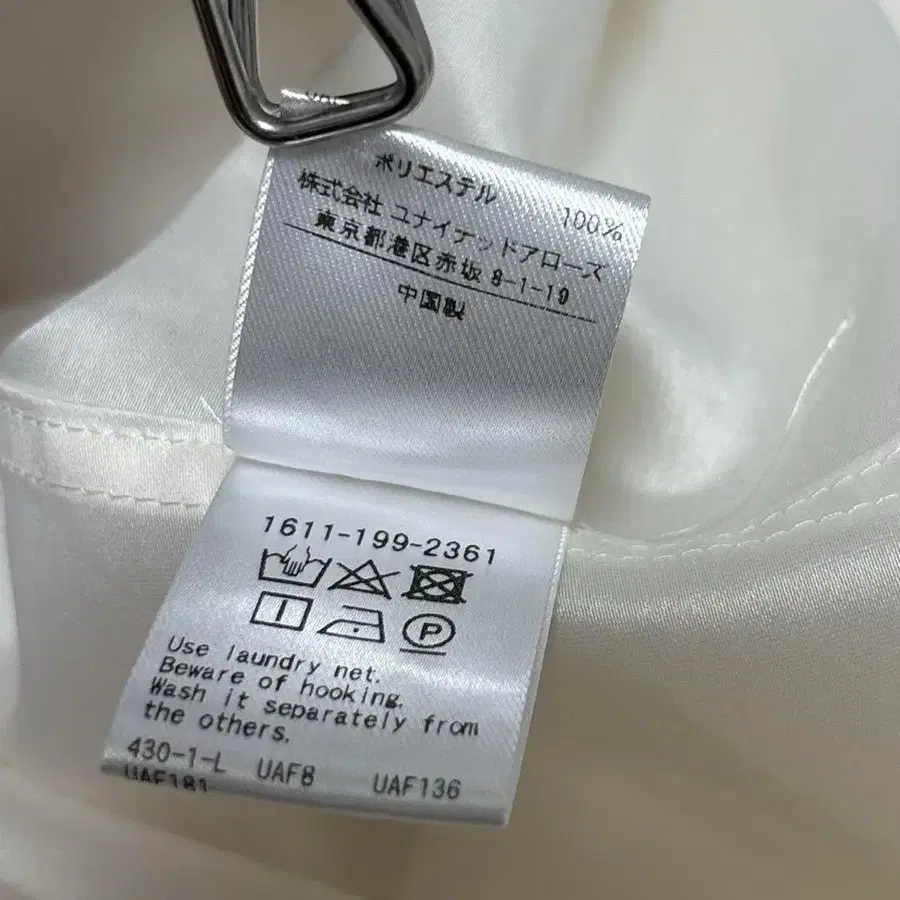 ポリエステル 100%
株式会社 ユナイテッドアローズ
東京都港区赤坂 8-1-19
中国製
1611-199-2361
Use laundry net.
Beware of hooking.
Wash it separately from
the others.
430-1-L UAF8 UAF136
UAF181